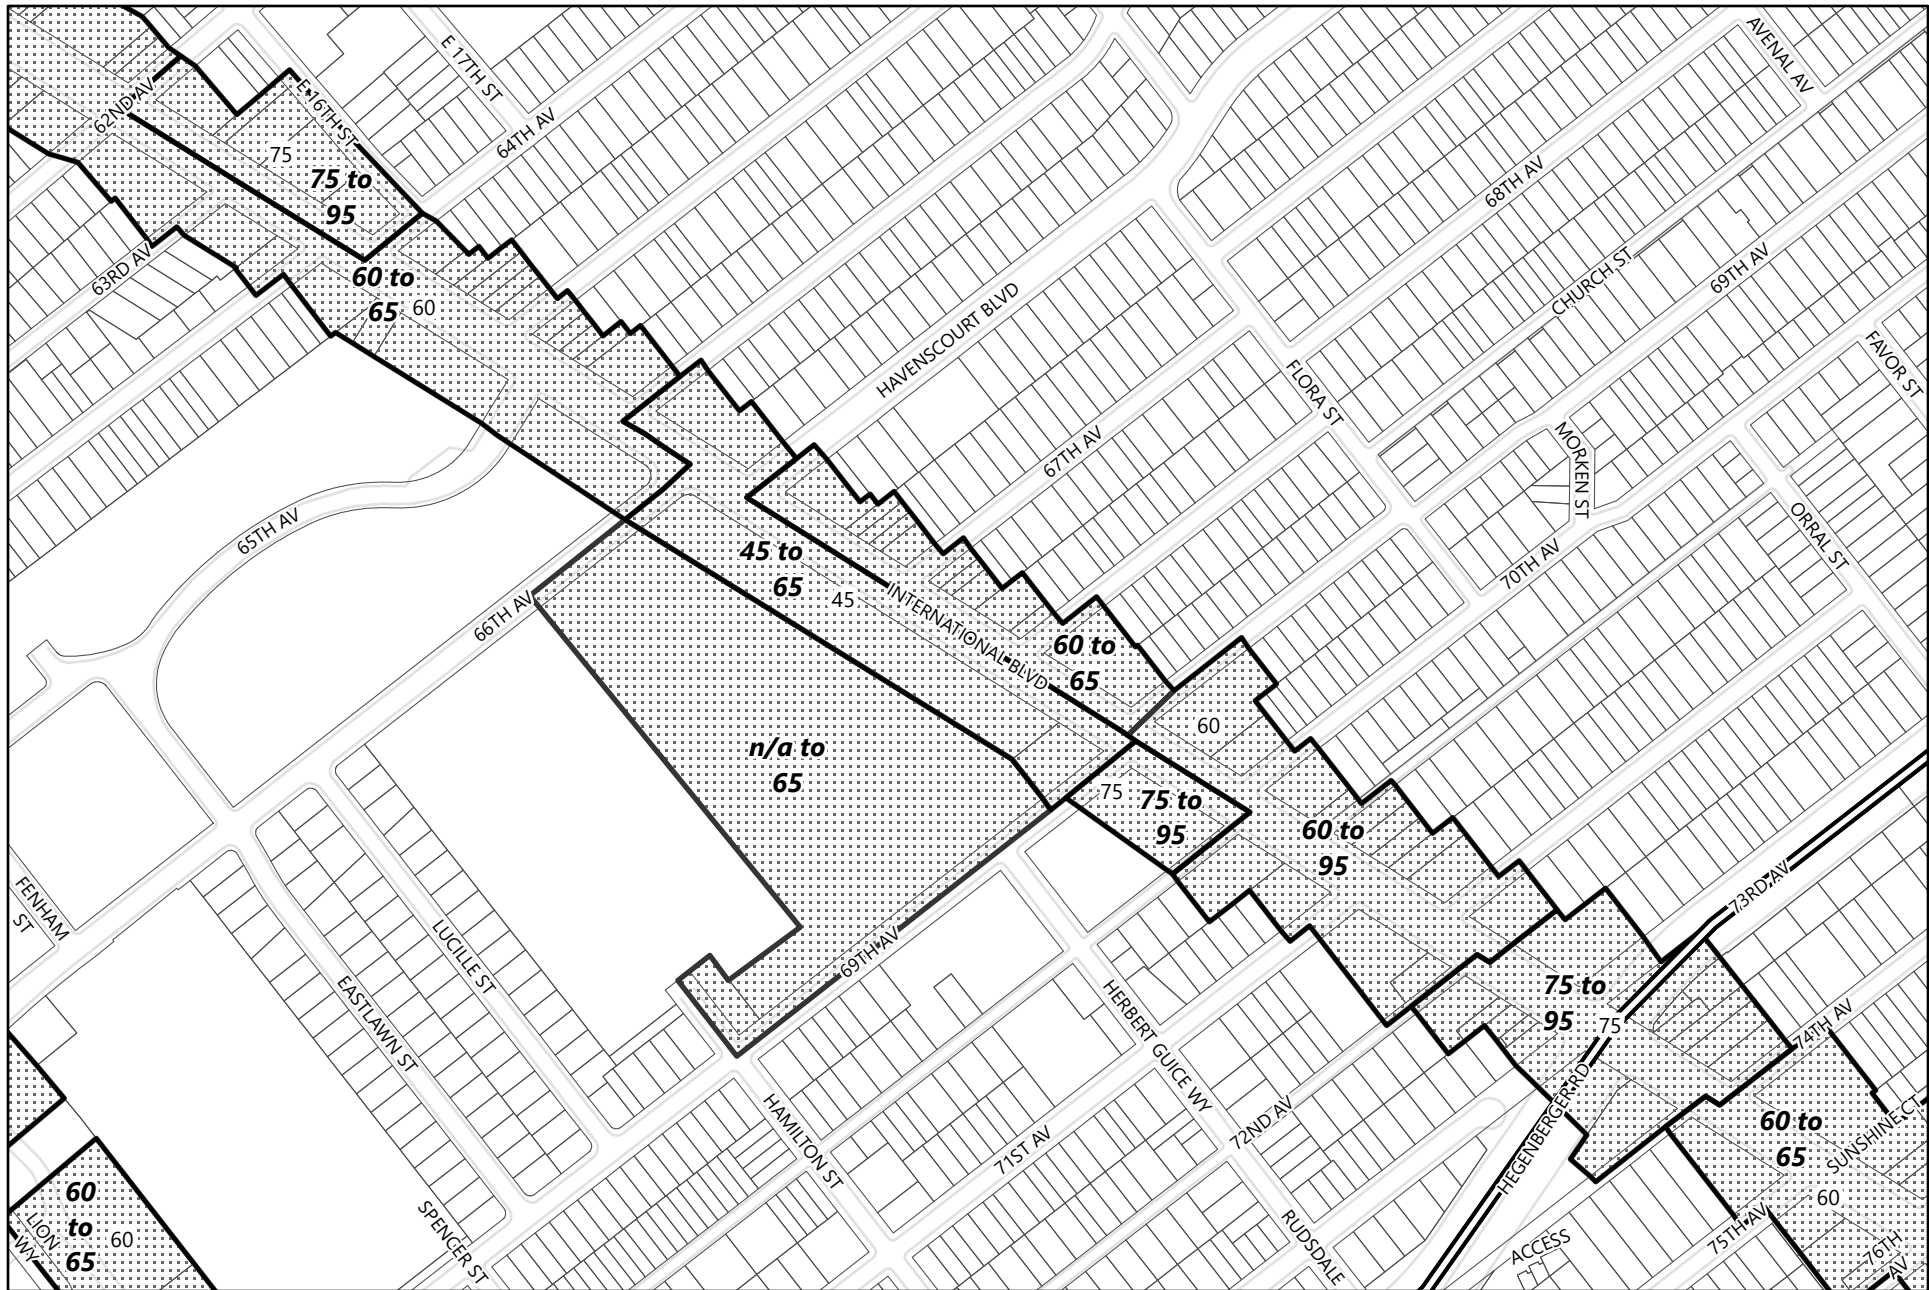 AVENAL AV
E 17TH ST
62ND AV
E 16TH ST
64TH AV
75
75 to
95
68TH AV
63RD AV
60 to
65
60
CHURCH ST
69TH AV
HAVENSCOURT BLVD
FLORA ST
FAVOR ST
67TH AV
MORKEN ST
65TH AV
ORRAL ST
45 to
65
45
70TH AV
INTERNATIONAL BLVD
66TH AV
60 to
65
60
n/a to
65
75
75 to
95
60 to
95
FENHAM
ST
73RD AV
LUCILLE ST
69TH AV
EASTLAWN ST
HERBERT GUICE WY
75 to
95
75
74TH AV
HEGENBERGER RD
HAMILTON ST
72ND AV
71ST AV
60 to
65
SUNSHINE CT
60
60
to
65
60
LION
WY
SPENCER ST
RUDSDALE
ACCESS
75TH AV
76TH
AV